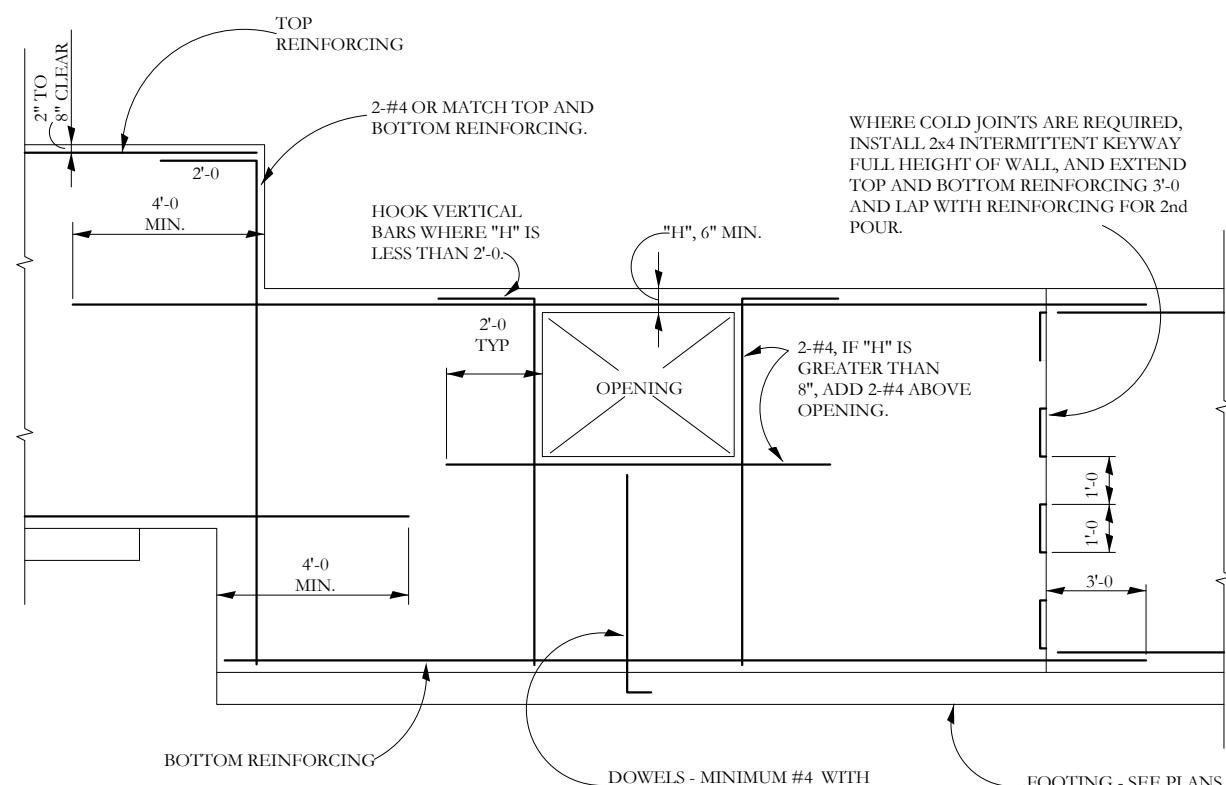 TOP
REINFORCING
2" TO
8" CLEAR
2-#4 OR MATCH TOP AND
BOTTOM REINFORCING.
WHERE COLD JOINTS ARE REQUIRED,
INSTALL 2x4 INTERMITTENT KEYWAY
FULL HEIGHT OF WALL, AND EXTEND
TOP AND BOTTOM REINFORCING 3'-0
AND LAP WITH REINFORCING FOR 2nd
POUR.
2'-0
4'-0
MIN.
HOOK VERTICAL
BARS WHERE "H" IS
LESS THAN 2'-0.
"H", 6" MIN.
2'-0
TYP
2-#4, IF "H" IS
GREATER THAN
8", ADD 2-#4 ABOVE
OPENING.
OPENING
1'-0
1'-0
4'-0
MIN.
3'-0
BOTTOM REINFORCING
DOWELS - MINIMUM #4 WITH
FOOTING - SEE PLANS